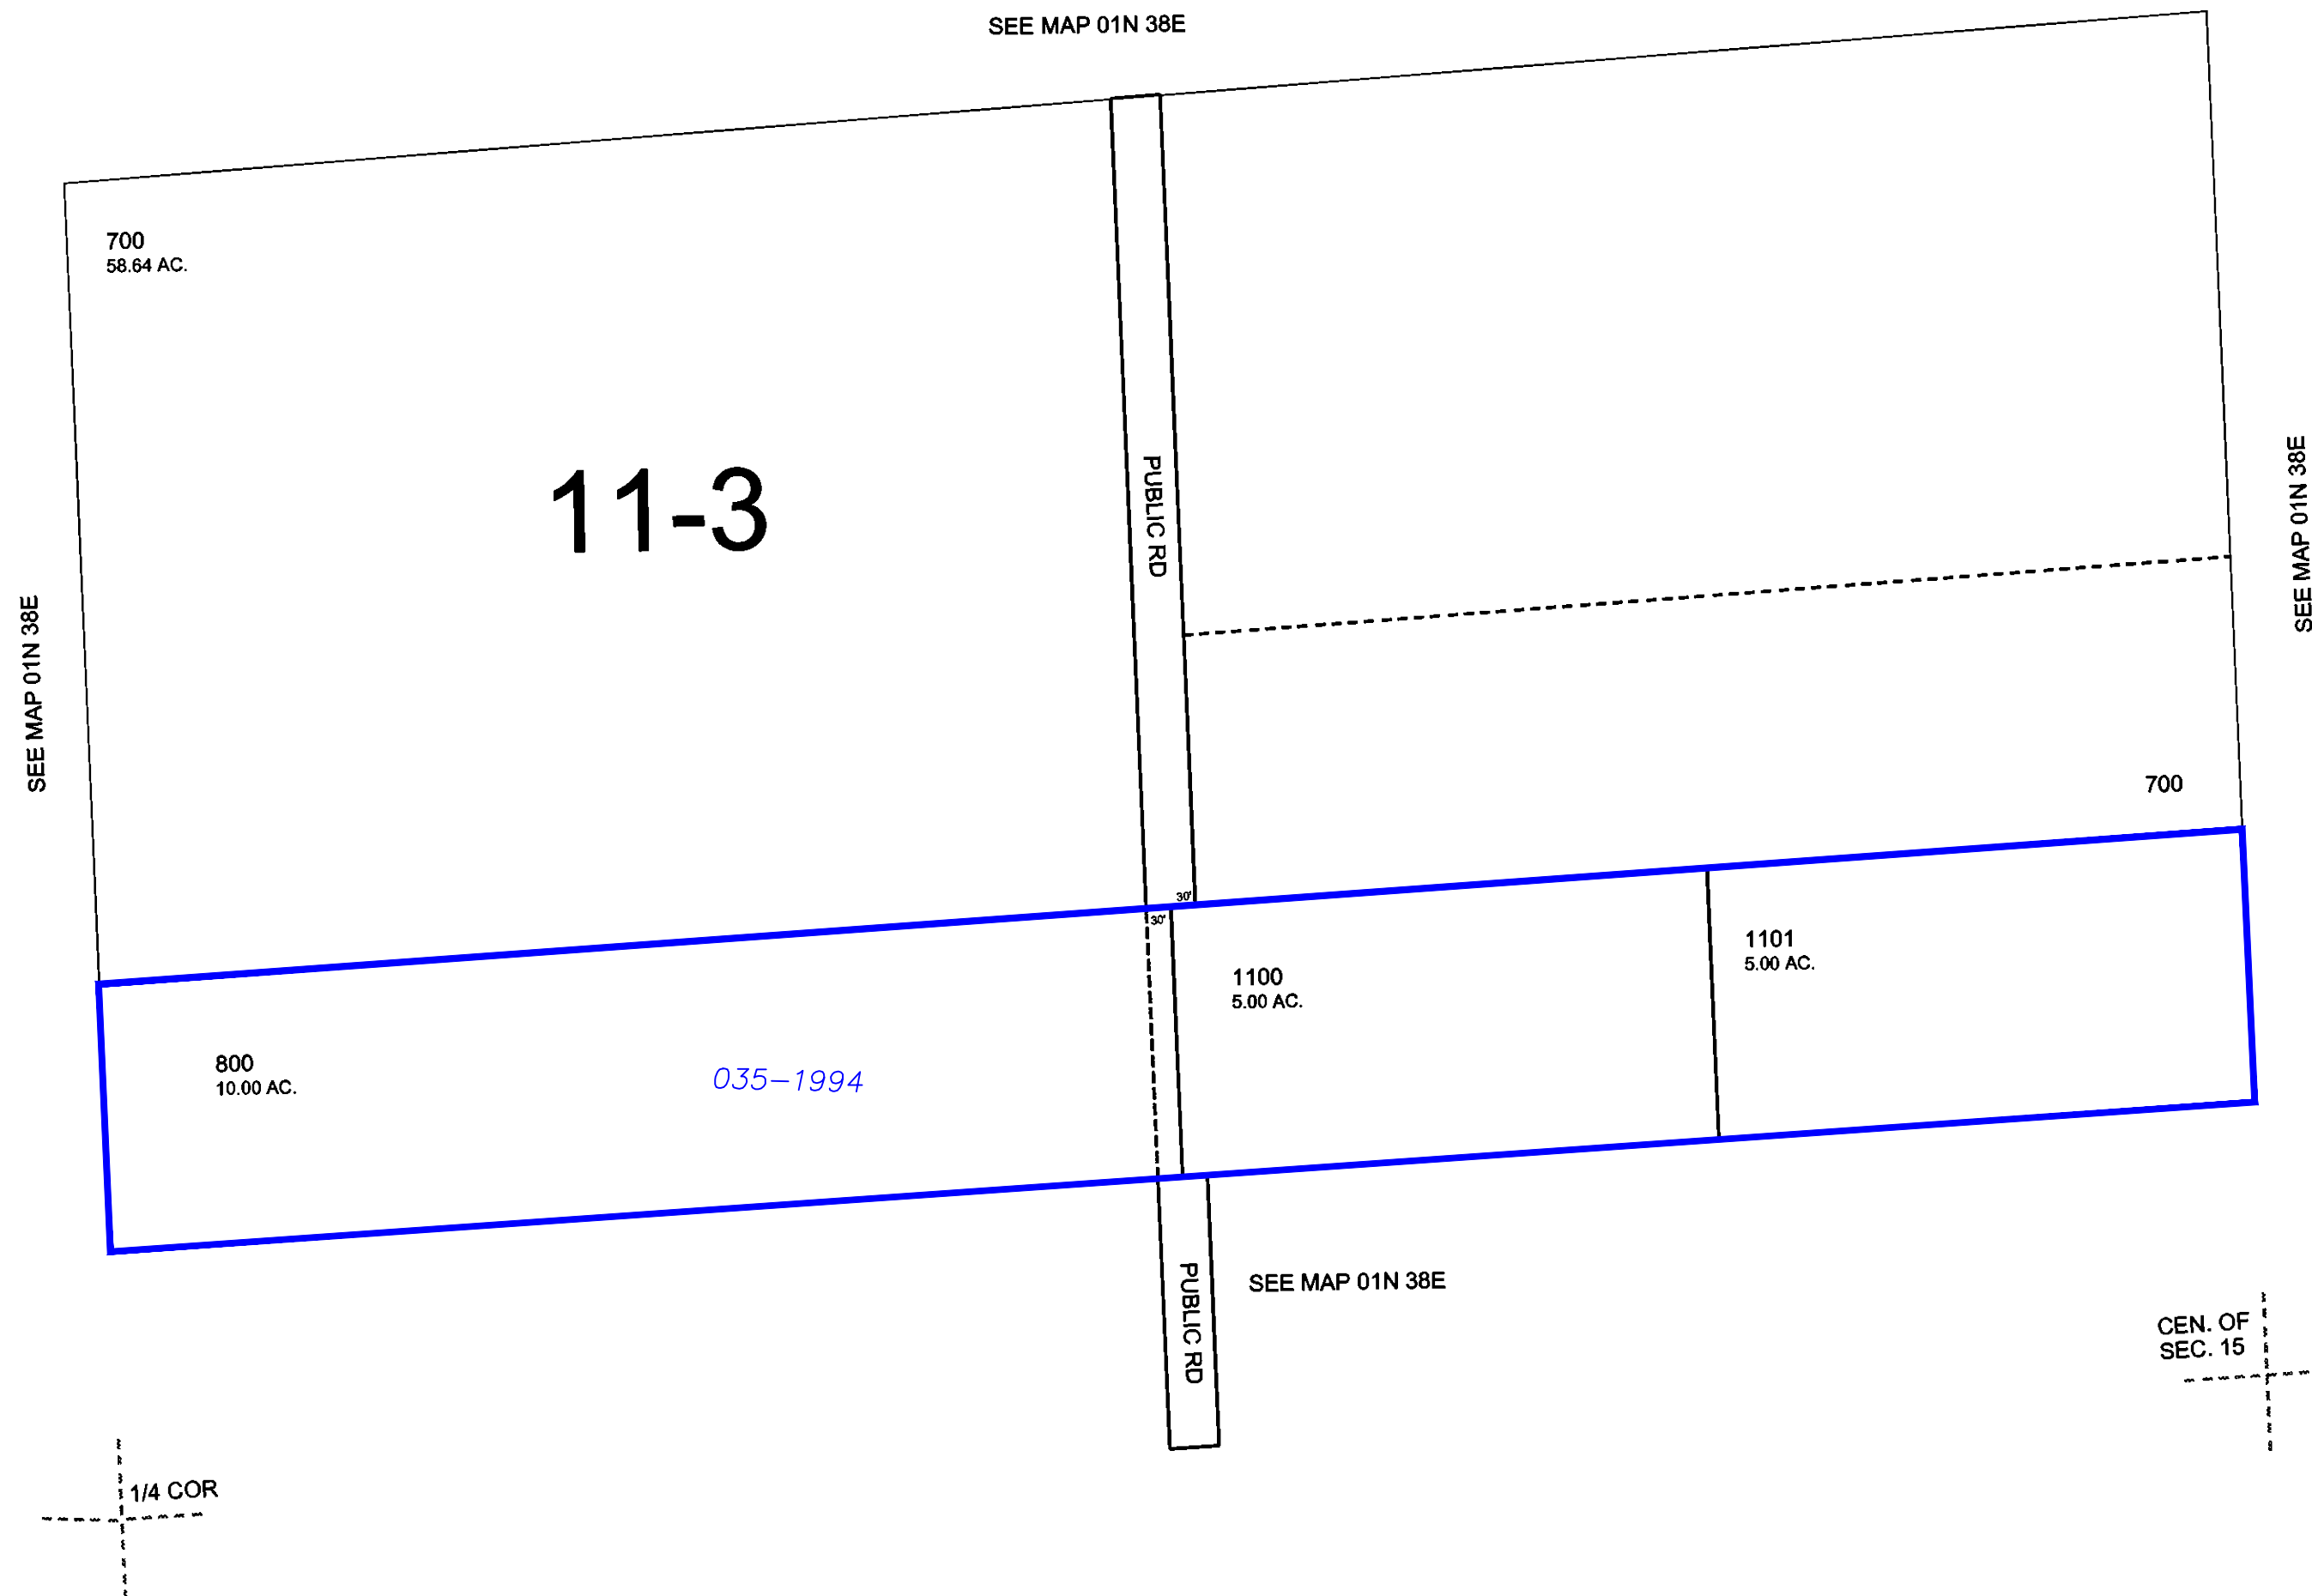 SEE MAP 01N 38E
700
58.64 AC.
11-3
PUBLIC RD
SEE MAP 01N 38E
SEE MAP 01N 38E
700
30'
30'
1101
5.00 AC.
1100
5.00 AC.
800
10.00 AC.
035-1994
PUBLIC RD
SEE MAP 01N 38E
CEN. OF
SEC. 15
1/4 COR